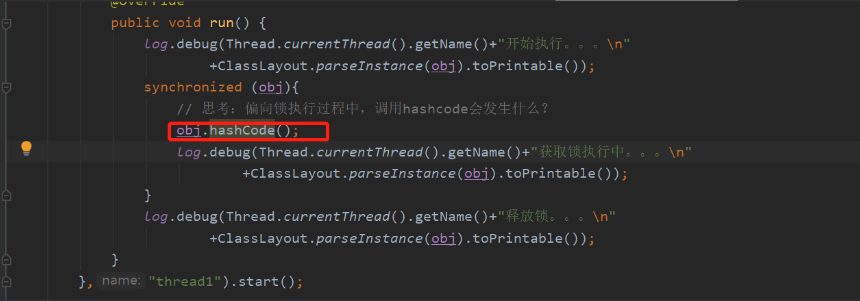 @Override
public void run() {
log.debug(Thread.currentThread().getName()+"开始执行。。。\n"
+ClassLayout.parseInstance(obj).toPrintable());
synchronized (obj){
// 思考：偏向锁执行过程中，调用hashcode会发生什么？
obj.hashCode();
log.debug(Thread.currentThread().getName()+"获取锁执行中。。。\n"
+ClassLayout.parseInstance(obj).toPrintable());
}
log.debug(Thread.currentThread().getName()+"释放锁。。。\n"
+ClassLayout.parseInstance(obj).toPrintable());
}
}, name: "thread1").start();